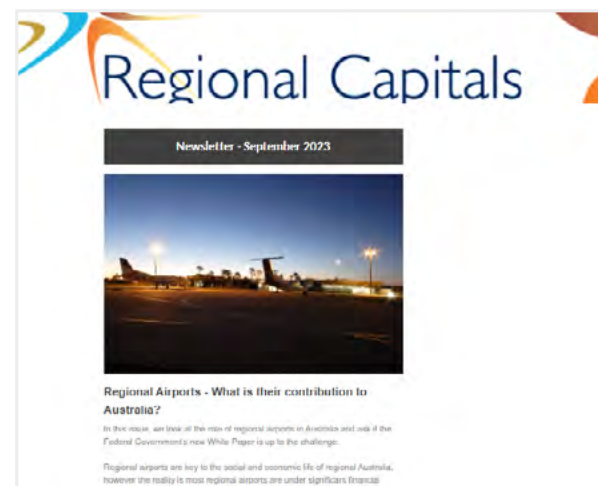 Regional Capitals
Newsletter - September 2023
Regional Airports - What is their contribution to
Australia?
In this issue, we look at the role of regional airports in Australia and ask if the
Federal Government's new White Paper is up to the challenge.
Regional airports are key to the social and economic life of regional Australia,
however the reality is most regional airports are under significant financial